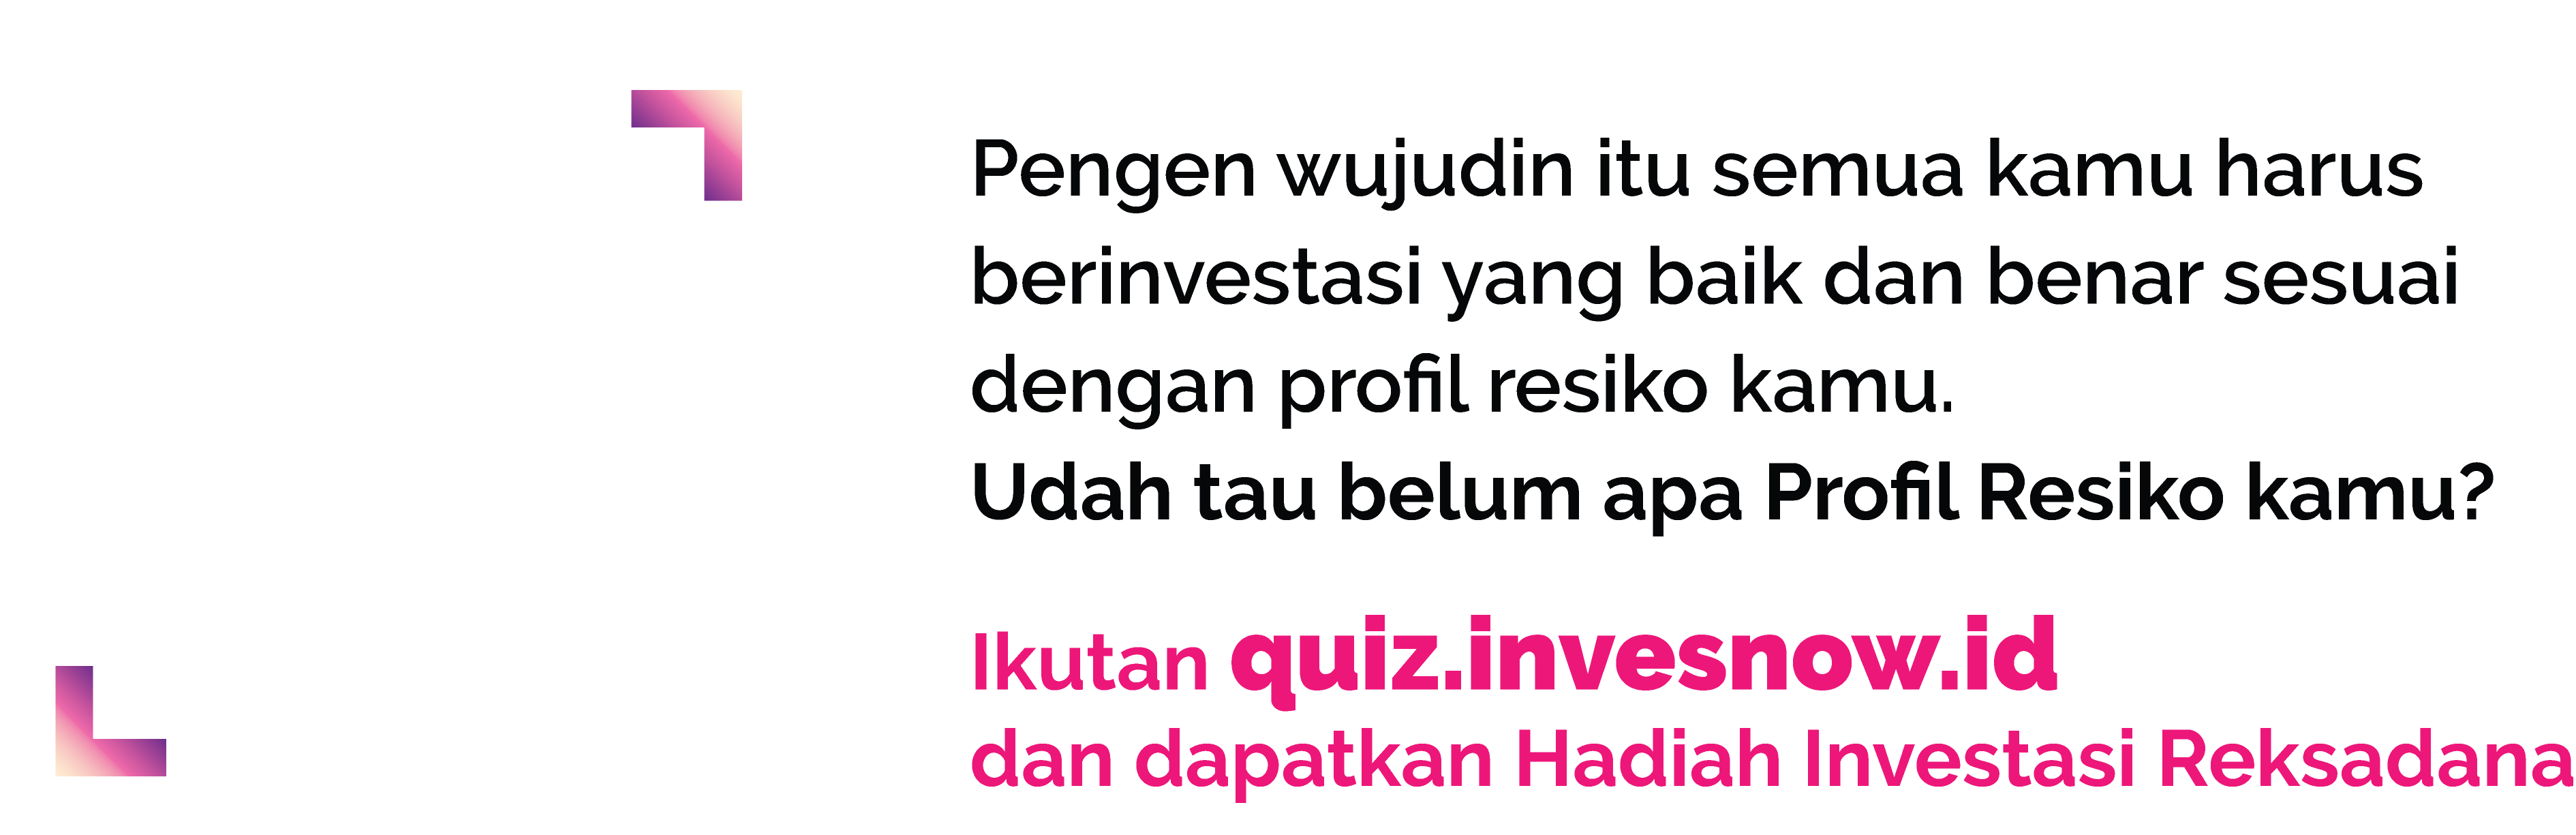 Pengen wujudin itu semua kamu harus
berinvestasi yang baik dan benar sesuai
dengan profil resiko kamu.
Udah tau belum apa Profil Resiko kamu?
Ikutan quiz.invesnow.id
dan dapatkan Hadiah Investasi Reksadana